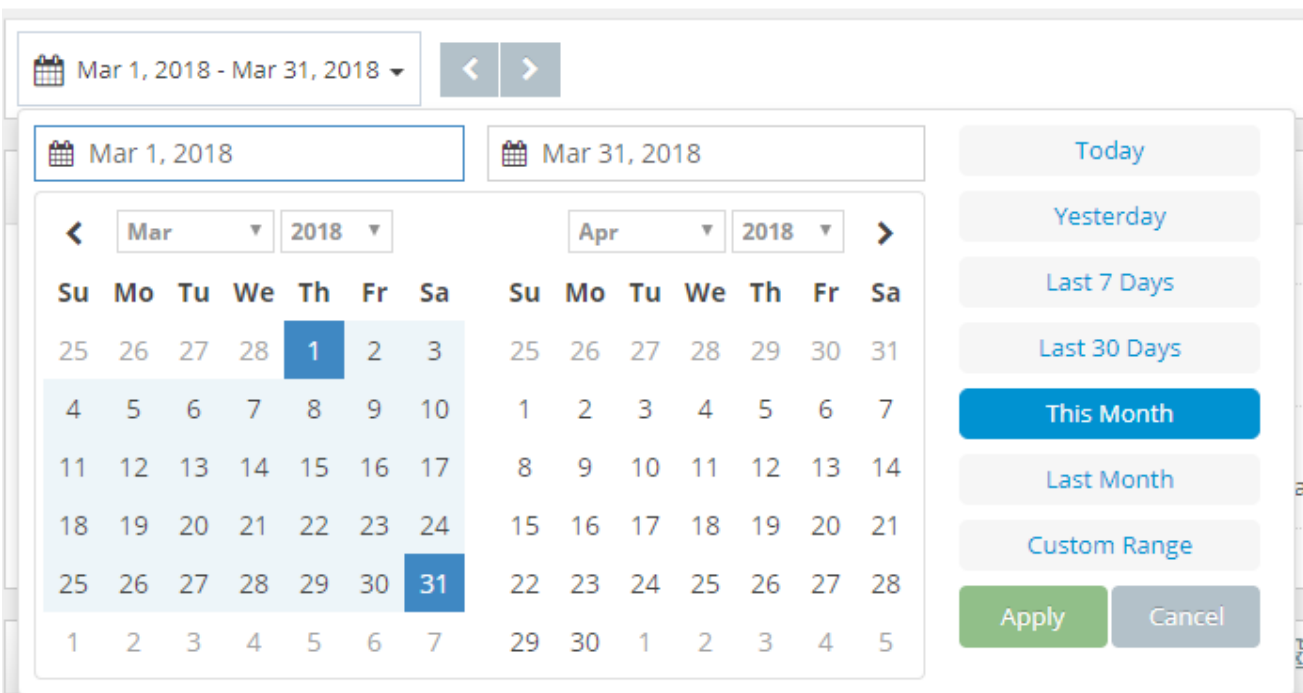 Mar 1, 2018 - Mar 31, 2018
Mar 1, 2018 Mar 31, 2018
Mar 2018 Apr 2018
Su Mo Tu We Th Fr Sa Su Mo Tu We Th Fr Sa
25 26 27 28 1 2 3 25 26 27 28 29 30 31
4 5 6 7 8 9 10 1 2 3 4 5 6 7
11 12 13 14 15 16 17 8 9 10 11 12 13 14
18 19 20 21 22 23 24 15 16 17 18 19 20 21
25 26 27 28 29 30 31 22 23 24 25 26 27 28
1 2 3 4 5 6 7 29 30 1 2 3 4 5
Today
Yesterday
Last 7 Days
Last 30 Days
This Month
Last Month
Custom Range
Apply Cancel